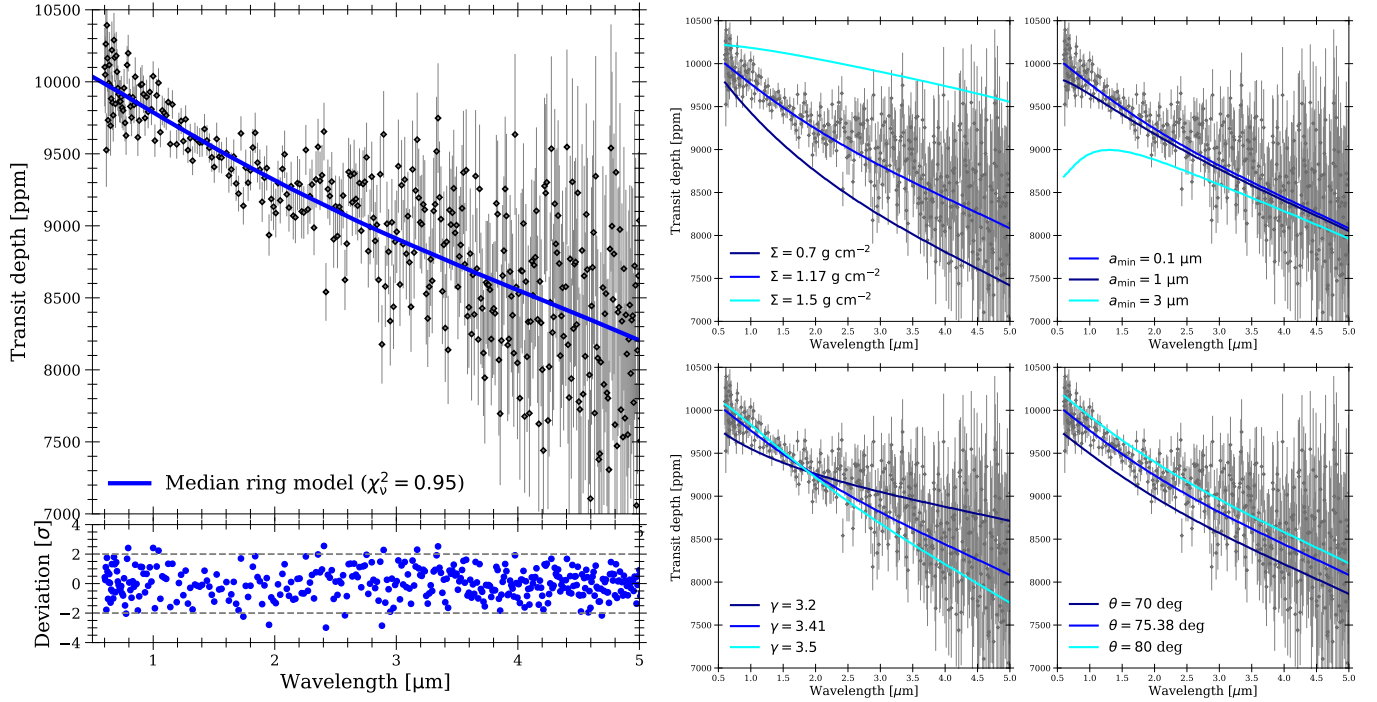 10500
10000
9500
9000
8500
8000
7500
7000
Transit depth [ppm]
Median ring model (χ²ᵥ = 0.95)
4
2
0
−2
−4
Deviation [σ]
2
1 2 3 4 5
Wavelength [μm]
10500
10000
9500
9000
8500
8000
7500
7000
Transit depth [ppm]
Σ = 0.7 g cm⁻²
Σ = 1.17 g cm⁻²
Σ = 1.5 g cm⁻²
0.5 1.0 1.5 2.0 2.5 3.0 3.5 4.0 4.5 5.0
Wavelength [μm]
10500
10000
9500
9000
8500
8000
7500
7000
a_min = 0.1 μm
a_min = 1 μm
a_min = 3 μm
0.5 1.0 1.5 2.0 2.5 3.0 3.5 4.0 4.5 5.0
Wavelength [μm]
10500
10000
9500
9000
8500
8000
7500
7000
Transit depth [ppm]
γ = 3.2
γ = 3.41
γ = 3.5
0.5 1.0 1.5 2.0 2.5 3.0 3.5 4.0 4.5 5.0
Wavelength [μm]
10500
10000
9500
9000
8500
8000
7500
7000
θ = 70 deg
θ = 75.38 deg
θ = 80 deg
0.5 1.0 1.5 2.0 2.5 3.0 3.5 4.0 4.5 5.0
Wavelength [μm]